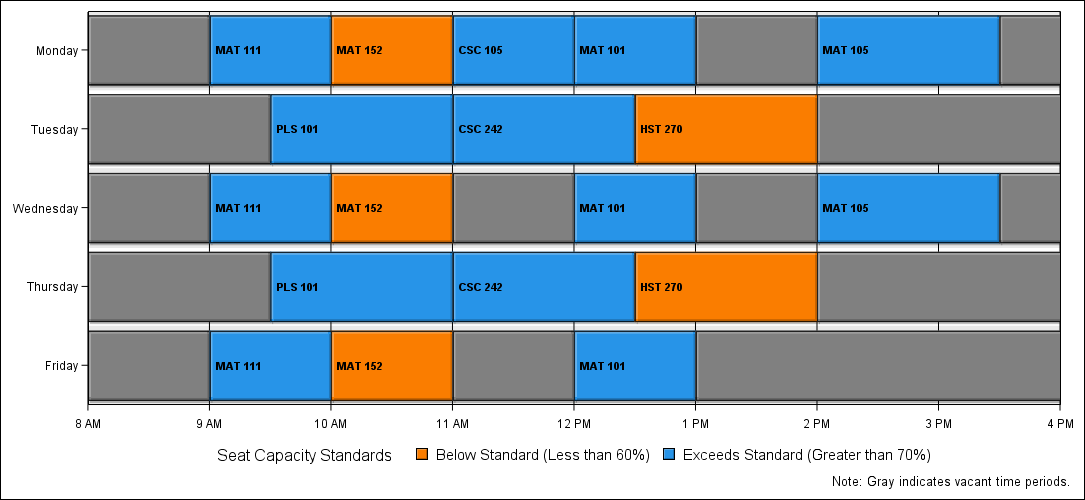 Monday MAT 111 MAT 152 CSC 105 MAT 101 MAT 105
Tuesday PLS 101 CSC 242 HST 270
Wednesday MAT 111 MAT 152 MAT 101 MAT 105
Thursday PLS 101 CSC 242 HST 270
Friday MAT 111 MAT 152 MAT 101
8 AM 9 AM 10 AM 11 AM 12 PM 1 PM 2 PM 3 PM 4 PM
Seat Capacity Standards Below Standard (Less than 60%) Exceeds Standard (Greater than 70%)
Note: Gray indicates vacant time periods.